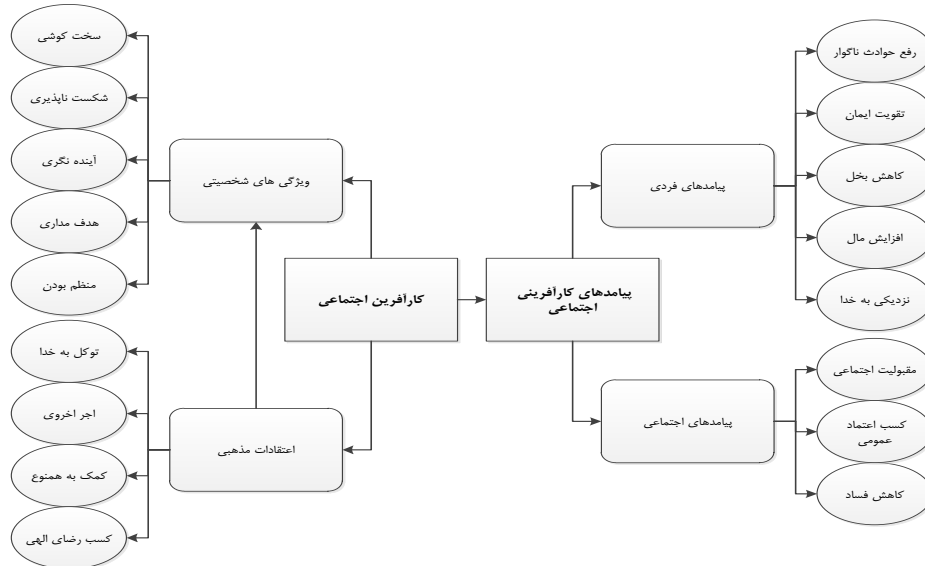 رفع حوادث ناگوار
تقویت ایمان
کاهش بخل
افزایش مال
نزدیکی به خدا
مقبولیت اجتماعی
کسب اعتماد
عمومی
کاهش فساد
پیامدهای فردی
پیامدهای اجتماعی
پیامدهای کارآفرینی
اجتماعی
کارآفرین اجتماعی
ویژگی های شخصیتی
اعتقادات مذهبی
سخت کوشی
شکست ناپذیری
آینده نگری
هدف مداری
منظم بودن
توکل به خدا
اجر اخروی
کمک به همنوع
کسب رضای الهی